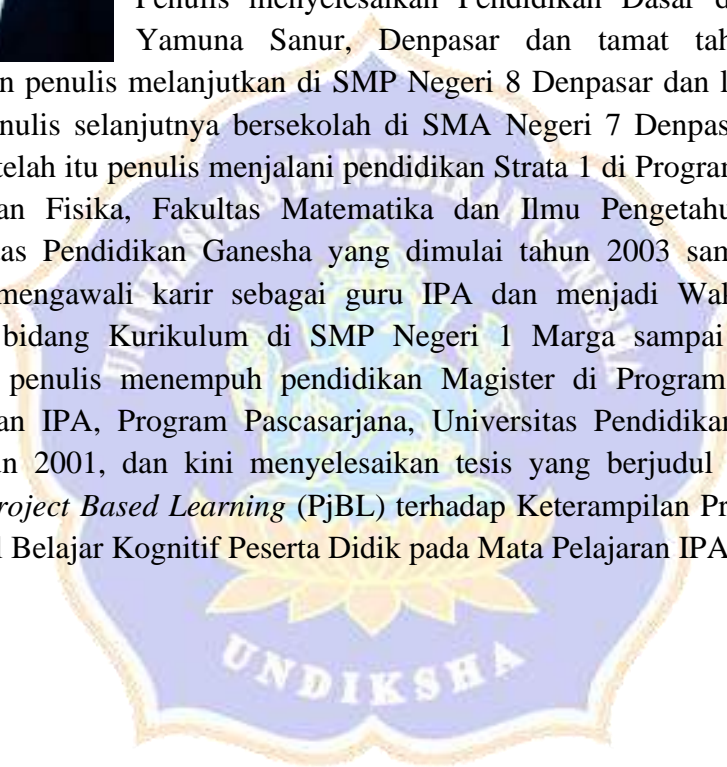 Penulis menyelesaikan Pendidikan Dasar d
Yamuna Sanur, Denpasar dan tamat tah
n penulis melanjutkan di SMP Negeri 8 Denpasar dan l
nulis selanjutnya bersekolah di SMA Negeri 7 Denpas
telah itu penulis menjalani pendidikan Strata 1 di Program
an Fisika, Fakultas Matematika dan Ilmu Pengetahu
as Pendidikan Ganesha yang dimulai tahun 2003 sam
mengawali karir sebagai guru IPA dan menjadi Wal
bidang Kurikulum di SMP Negeri 1 Marga sampai
penulis menempuh pendidikan Magister di Program
an IPA, Program Pascasarjana, Universitas Pendidikan
un 2001, dan kini menyelesaikan tesis yang berjudul
roject Based Learning (PjBL) terhadap Keterampilan Pr
l Belajar Kognitif Peserta Didik pada Mata Pelajaran IPA
UNIVERSITAS PENDIDIKAN GANESHA
UNDIKSHA